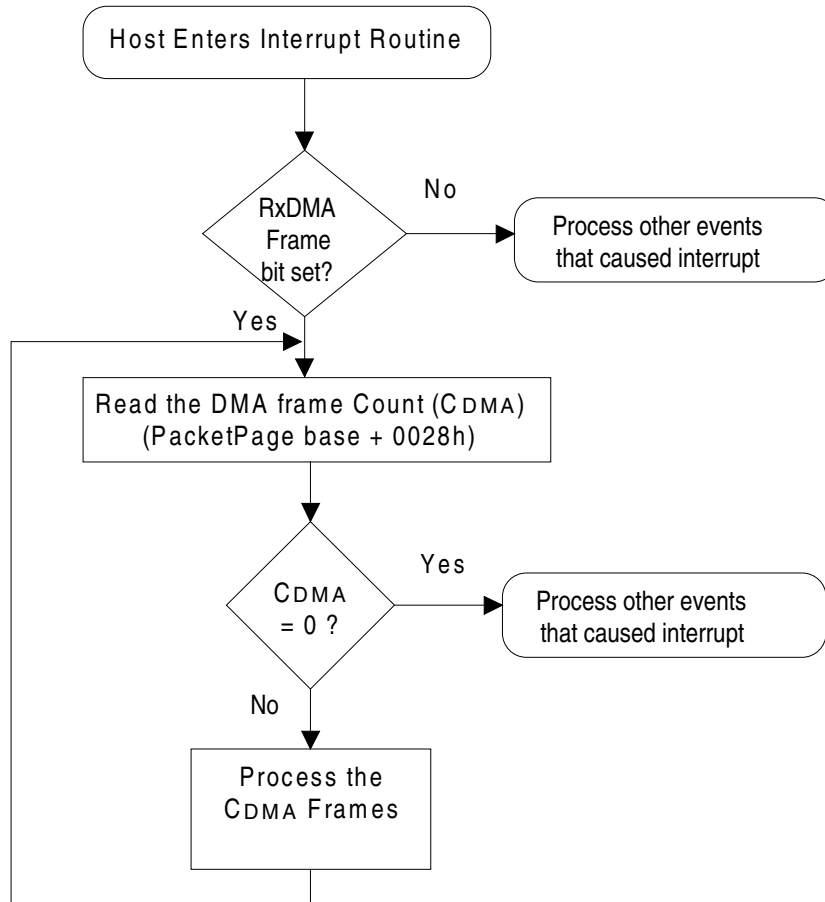 Host Enters Interrupt Routine
RxDMA
Frame
bit set?
No
Process other events
that caused interrupt
Yes
Read the DMA frame Count (CDMA)
(PacketPage base + 0028h)
CDMA
= 0 ?
Yes
Process other events
that caused interrupt
No
Process the
CDMA Frames